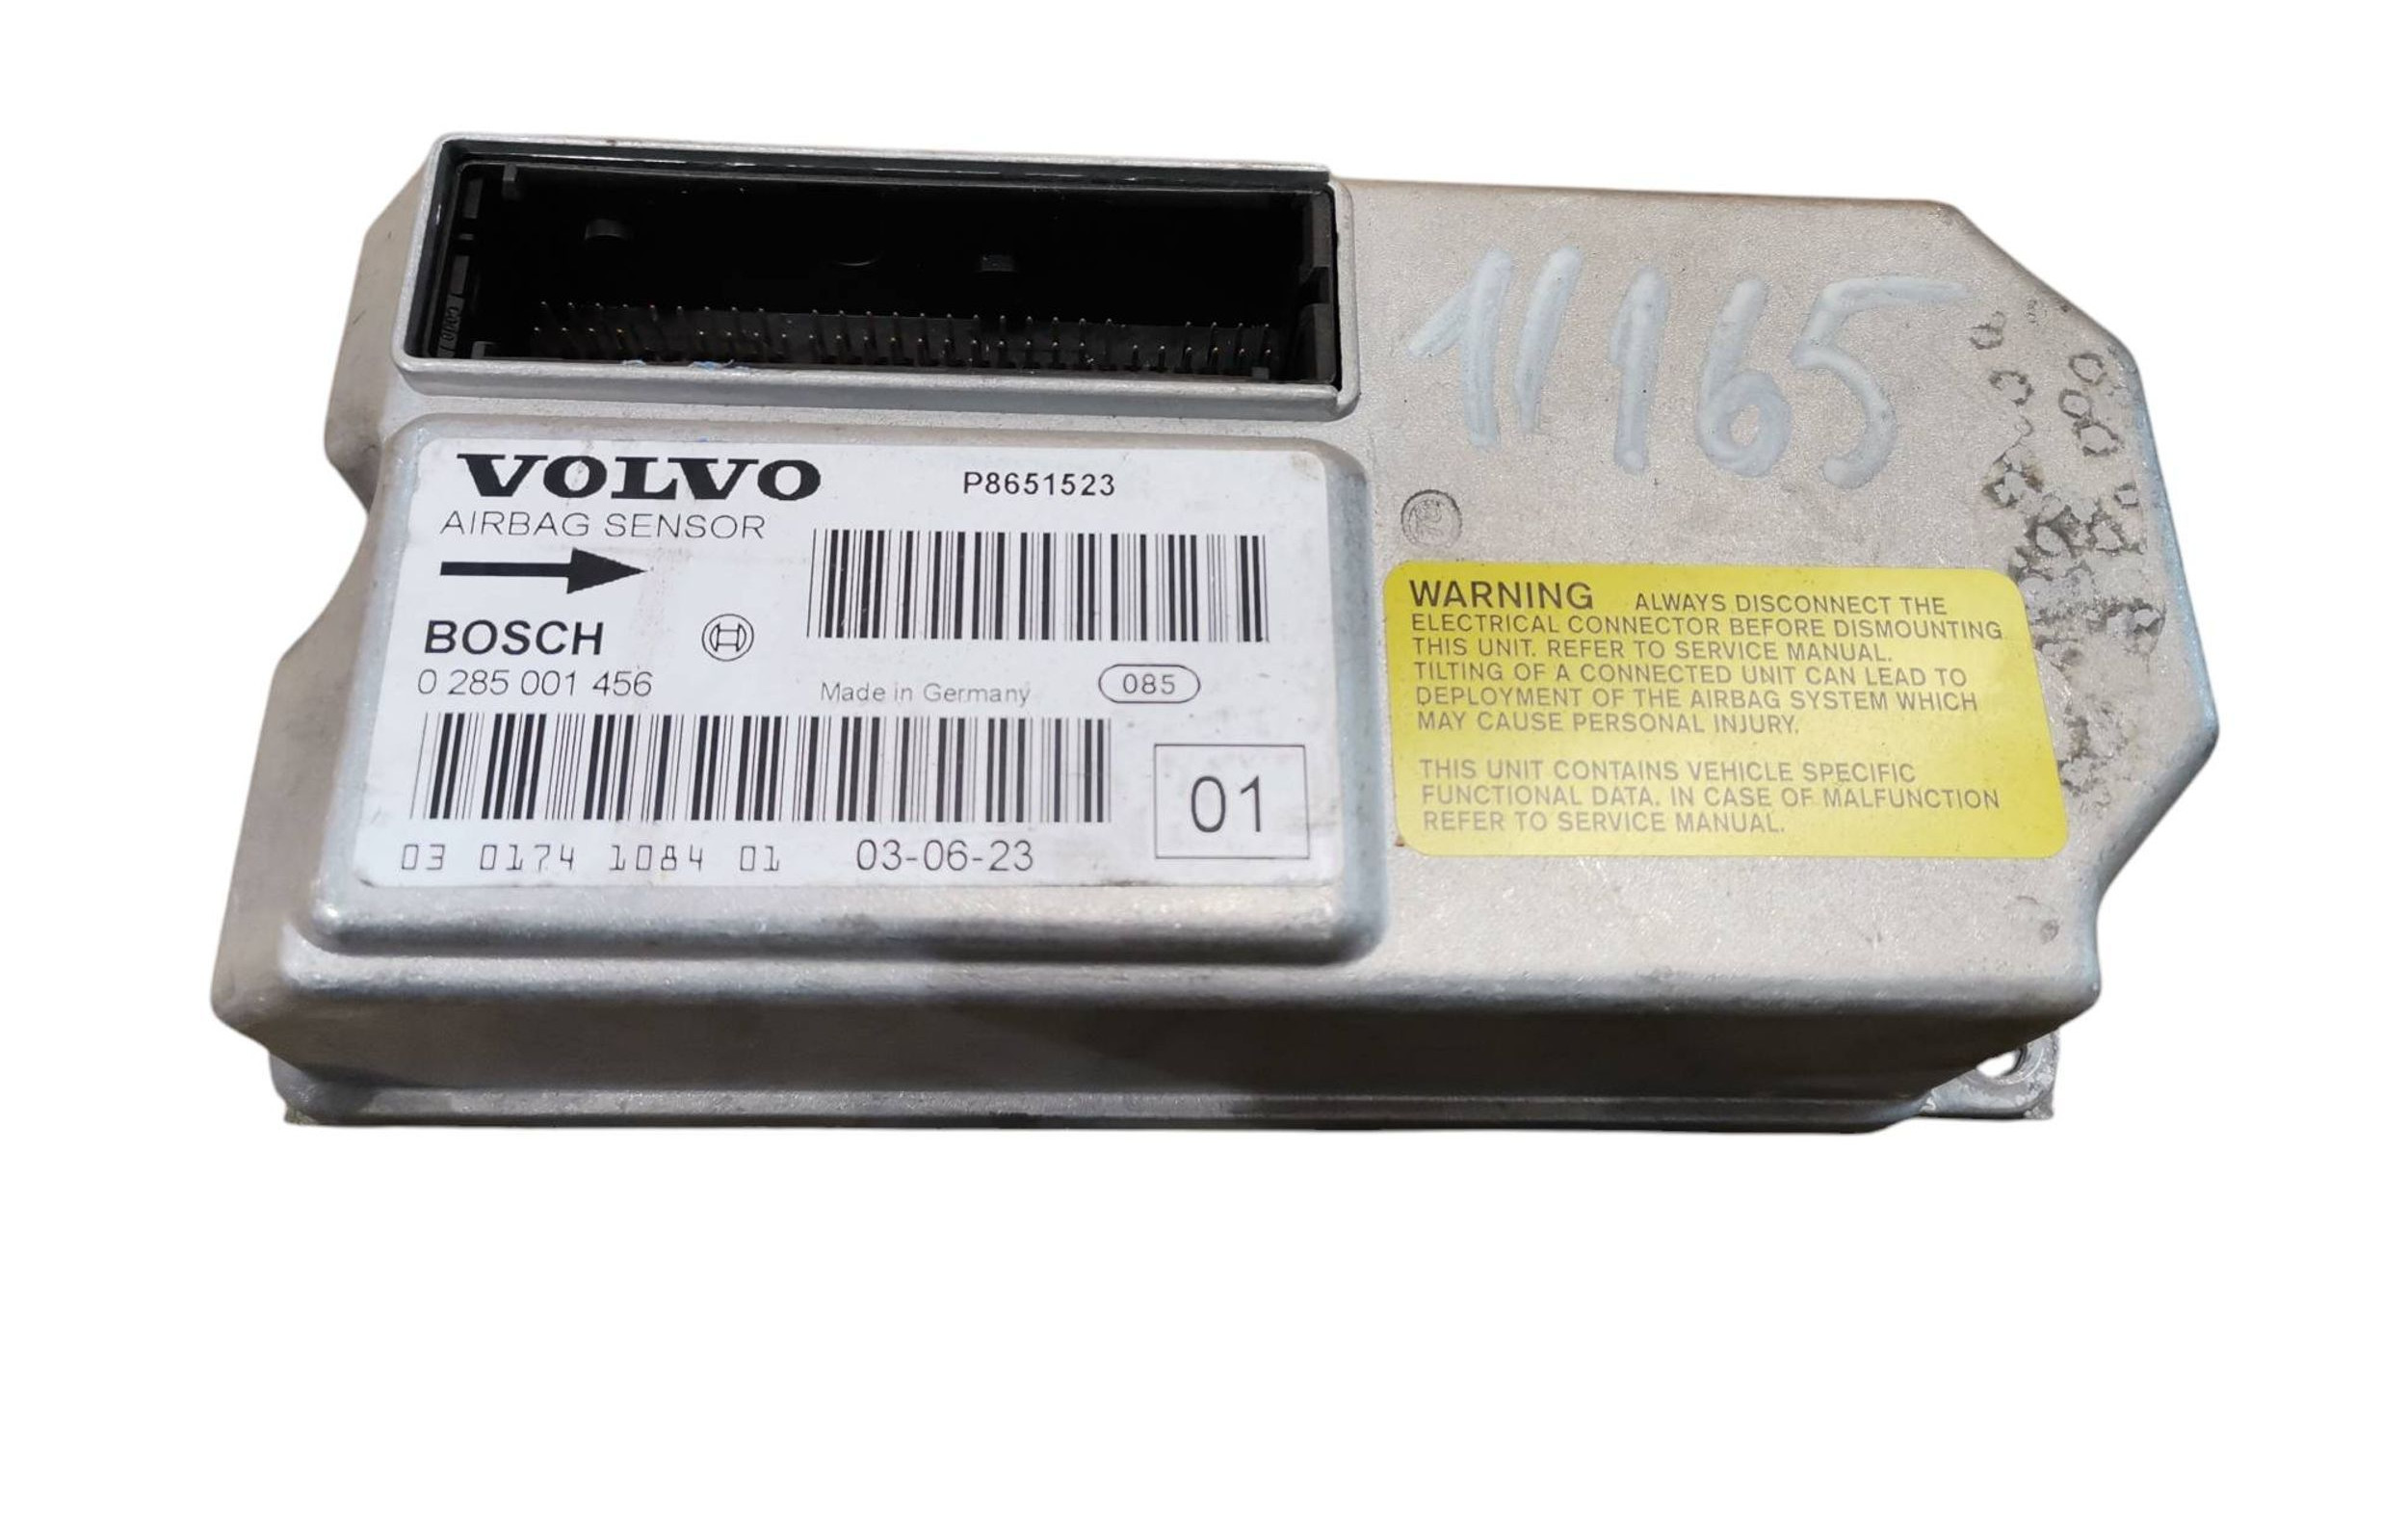 11165
VOLVO
P8651523
AIRBAG SENSOR
BOSCH
0 285 001 456
Made in Germany
085
01
03 0174 1084 01
03-06-23
WARNING ALWAYS DISCONNECT THE
ELECTRICAL CONNECTOR BEFORE DISMOUNTING
THIS UNIT. REFER TO SERVICE MANUAL.
TILTING OF A CONNECTED UNIT CAN LEAD TO
DEPLOYMENT OF THE AIRBAG SYSTEM WHICH
MAY CAUSE PERSONAL INJURY.
THIS UNIT CONTAINS VEHICLE SPECIFIC
FUNCTIONAL DATA. IN CASE OF MALFUNCTION
REFER TO SERVICE MANUAL.